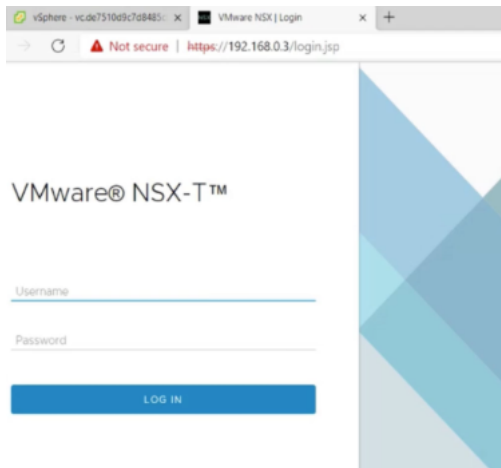 vSphere - vc.de7510d9c7d8485c
VMware NSX | Login
Not secure | https://192.168.0.3/login.jsp
VMware® NSX-T™
Username
Password
LOG IN